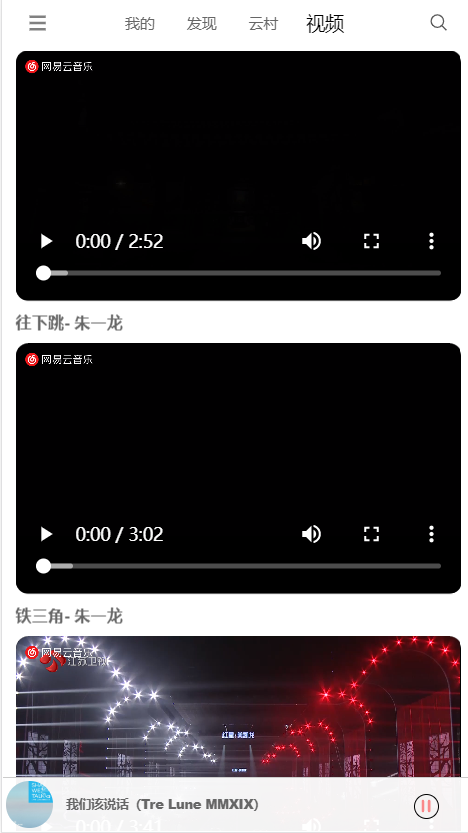 我的 发现 云村 视频
网易云音乐
0:00 / 2:52
往下跳- 朱一龙
网易云音乐
0:00 / 3:02
铁三角- 朱一龙
网易云音乐
江苏卫视
我们该说话（Tre Lune MMXIX）
0:00 / 3:41